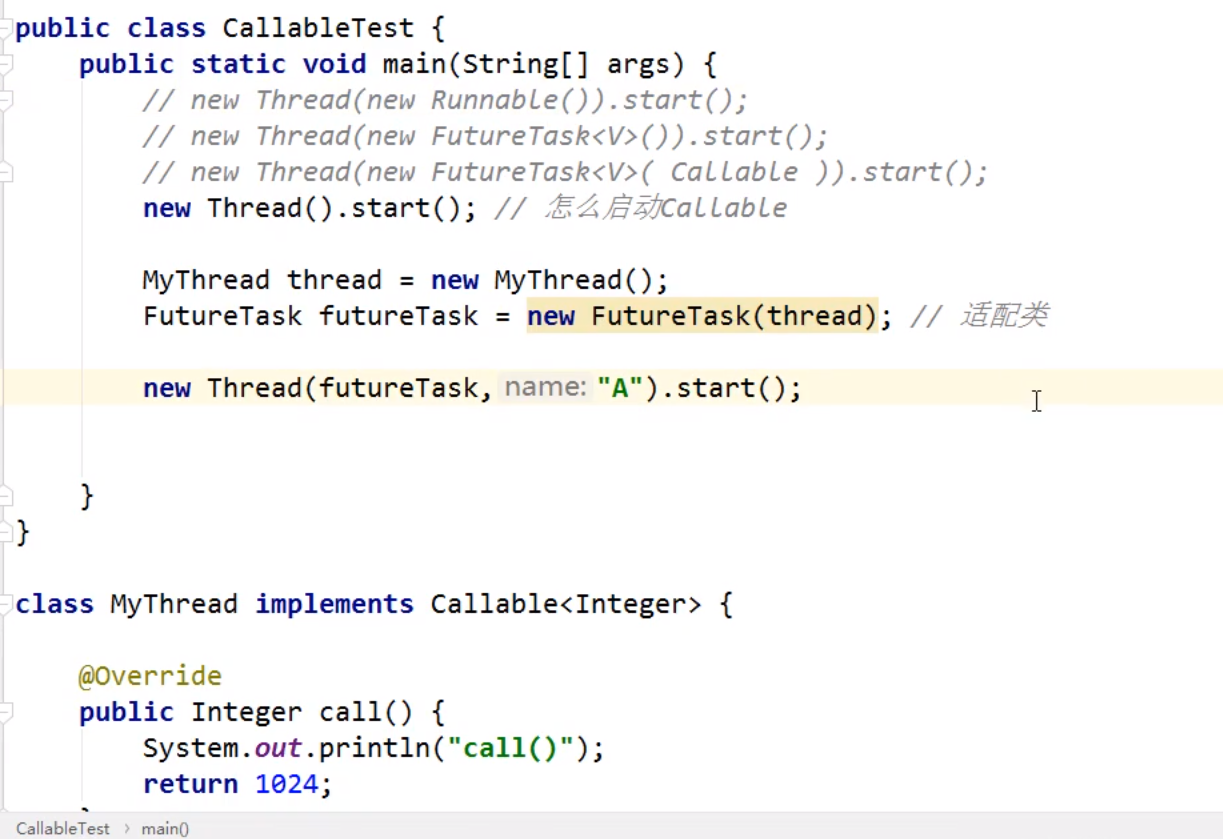 public class CallableTest {
    public static void main(String[] args) {
        // new Thread(new Runnable()).start();
        // new Thread(new FutureTask<V>()).start();
        // new Thread(new FutureTask<V>( Callable )).start();
        new Thread().start(); // 怎么启动Callable
        MyThread thread = new MyThread();
        FutureTask futureTask = new FutureTask(thread); // 适配类
        new Thread(futureTask, name: "A").start();
    }
}
class MyThread implements Callable<Integer> {
    @Override
    public Integer call() {
        System.out.println("call()");
        return 1024;
CallableTest › main()